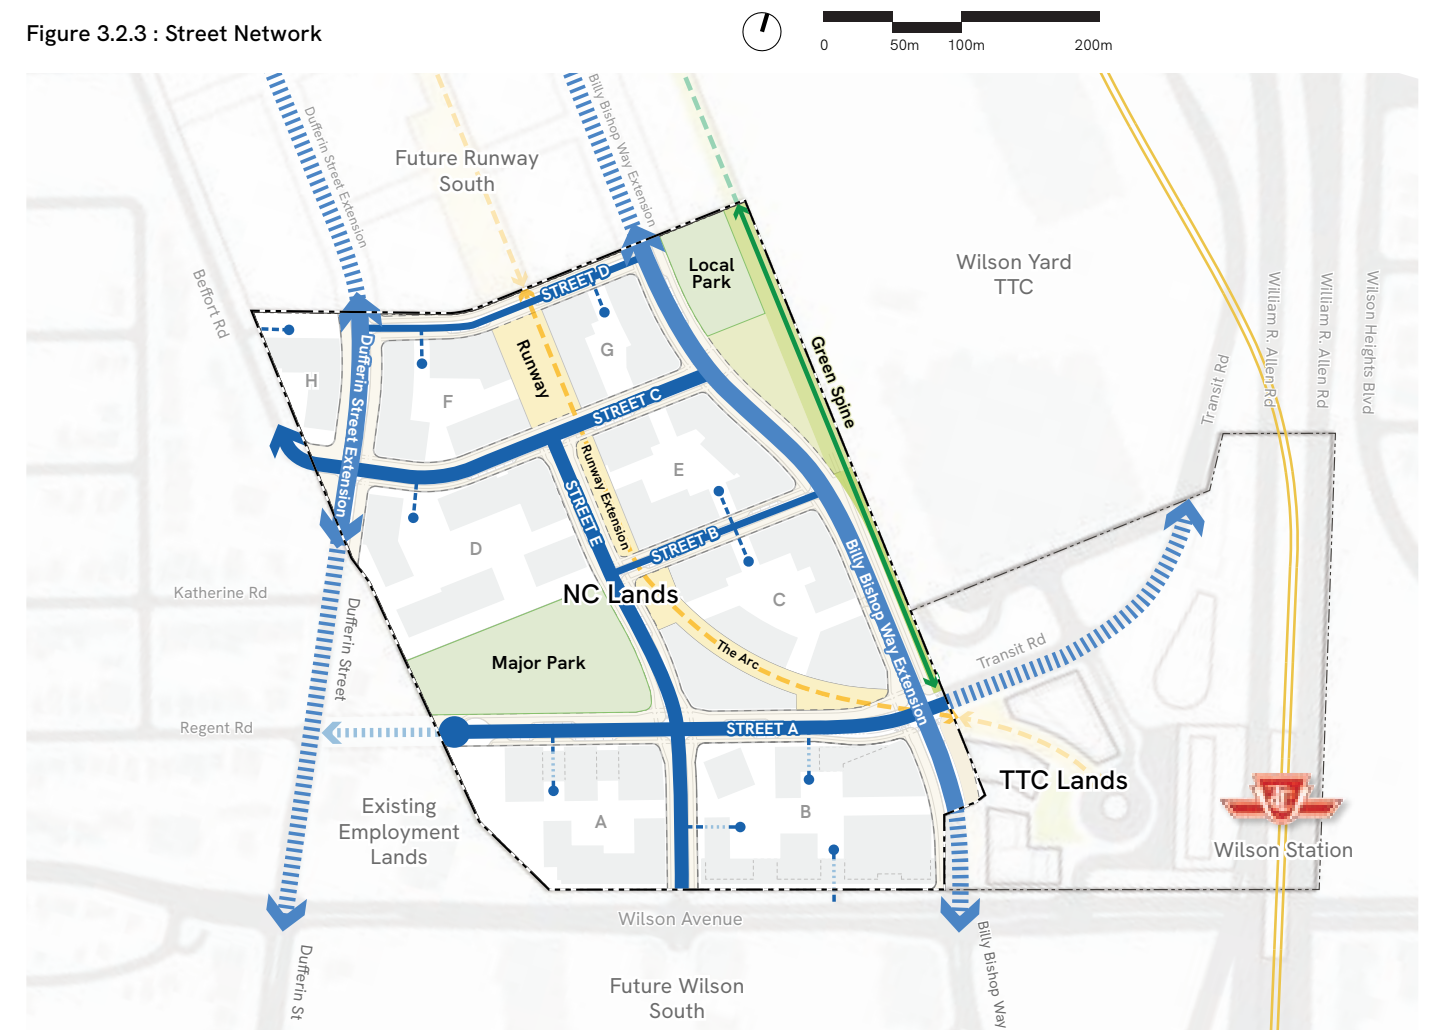 Figure 3.2.3 : Street Network
0
50m
100m
200m
Dufferin Street Extension
Billy Bishop Way Extension
Future Runway
South
Beffort Rd
Local
Park
Wilson Yard
TTC
William R. Allen Rd
William R. Allen Rd
Wilson Heights Blvd
Transit Rd
STREET D
Runway
Green Spine
Dufferin Street Extension
H
F
G
STREET C
E
Runway Extension
STREET E
D
STREET B
NC Lands
C
Billy Bishop Way Extension
Katherine Rd
Dufferin Street
Major Park
The Arc
Transit Rd
Regent Rd
STREET A
TTC Lands
Existing
Employment
Lands
A
B
Wilson Station
Wilson Avenue
Dufferin St
Billy Bishop Way
Future Wilson
South